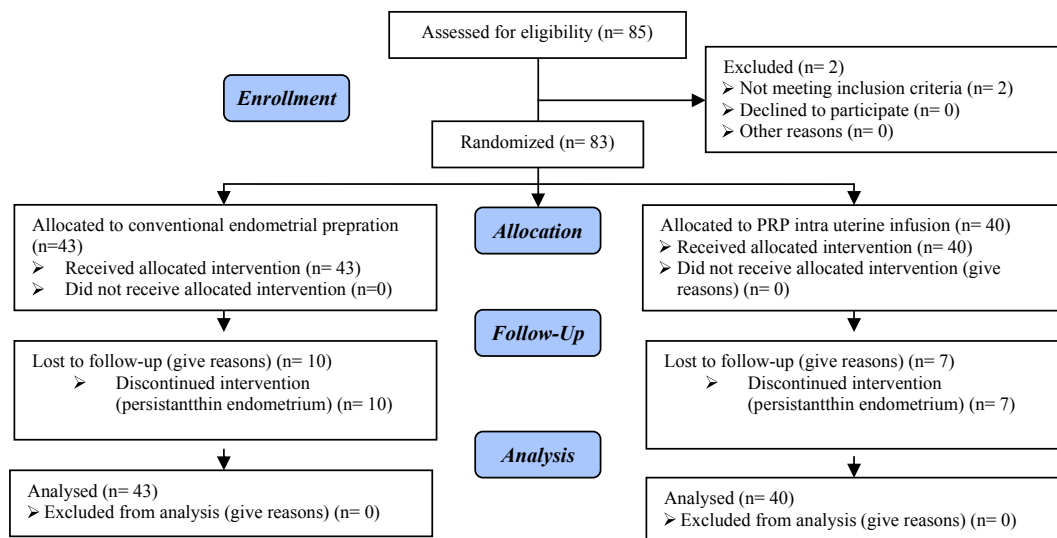 Assessed for eligibility (n= 85)
Excluded (n= 2)
➢ Not meeting inclusion criteria (n= 2)
➢ Declined to participate (n= 0)
➢ Other reasons (n= 0)
Enrollment
Randomized (n= 83)
Allocated to conventional endometrial prepration
(n=43)
➢ Received allocated intervention (n= 43)
➢ Did not receive allocated intervention (n=0)
Allocation
Allocated to PRP intra uterine infusion (n= 40)
➢ Received allocated intervention (n= 40)
➢ Did not receive allocated intervention (give
reasons) (n= 0)
Follow-Up
Lost to follow-up (give reasons) (n= 10)
➢ Discontinued intervention
(persistantthin endometrium) (n= 10)
Lost to follow-up (give reasons) (n= 7)
➢ Discontinued intervention
(persistantthin endometrium) (n= 7)
Analysis
Analysed (n= 43)
➢ Excluded from analysis (give reasons) (n= 0)
Analysed (n= 40)
➢ Excluded from analysis (give reasons) (n= 0)